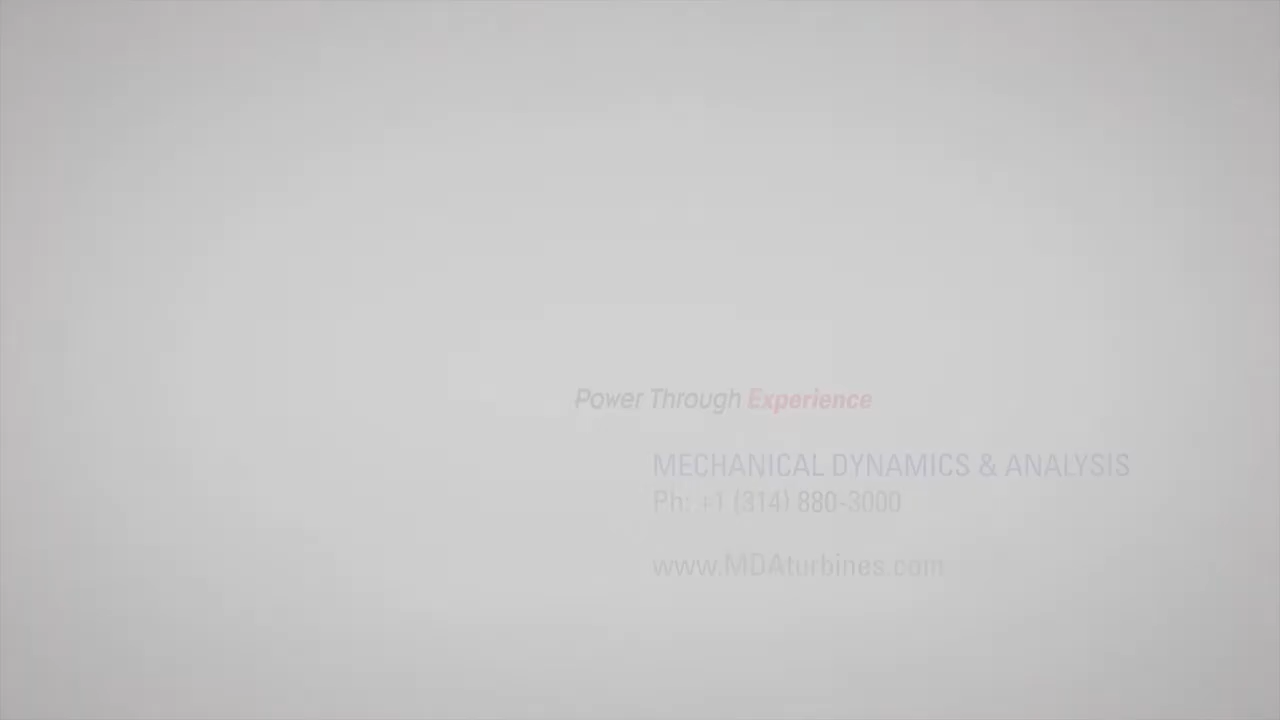 Power Through Experience
MECHANICAL DYNAMICS & ANALYSIS
Ph: +1 (314) 880-3000
www.MDAturbines.com